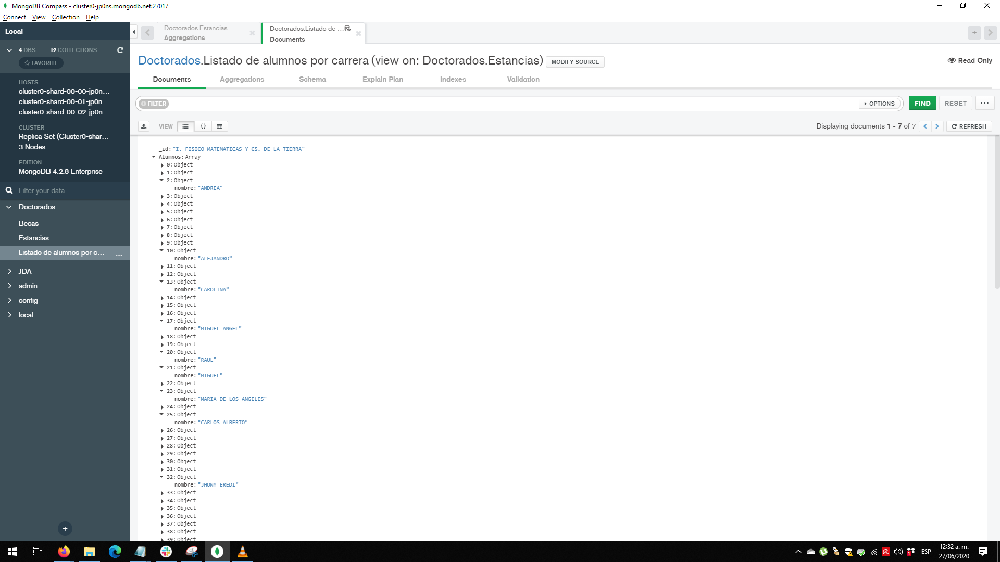 MongoDB Compass - cluster0-jp0ns.mongodb.net:27017
Connect View Collection Help
Local
4 DBS 12 COLLECTIONS
FAVORITE
HOSTS
cluster0-shard-00-00-jp0n...
cluster0-shard-00-01-jp0n...
cluster0-shard-00-02-jp0n...
CLUSTER
Replica Set (Cluster0-shar...
3 Nodes
EDITION
MongoDB 4.2.8 Enterprise
Filter your data
Doctorados
Becas
Estancias
Listado de alumnos por c... ...
JDA
admin
config
local
+
Doctorados.Estancias
Aggregations
Doctorados.Listado de ...
Documents
Doctorados.Listado de alumnos por carrera (view on: Doctorados.Estancias) MODIFY SOURCE
Read Only
Documents Aggregations Schema Explain Plan Indexes Validation
FILTER OPTIONS FIND RESET ...
VIEW {} Displaying documents 1 - 7 of 7 REFRESH
_id:"I. FISICO MATEMATICAS Y CS. DE LA TIERRA"
Alumnos:Array
0:Object
1:Object
2:Object
nombre:"ANDREA"
3:Object
4:Object
5:Object
6:Object
7:Object
8:Object
9:Object
10:Object
nombre:"ALEJANDRO"
11:Object
12:Object
13:Object
nombre:"CAROLINA"
14:Object
15:Object
16:Object
17:Object
nombre:"MIGUEL ANGEL"
18:Object
19:Object
20:Object
nombre:"RAUL"
21:Object
nombre:"MIGUEL"
22:Object
23:Object
nombre:"MARIA DE LOS ANGELES"
24:Object
25:Object
nombre:"CARLOS ALBERTO"
26:Object
27:Object
28:Object
29:Object
30:Object
31:Object
32:Object
nombre:"JHONY EREDI"
33:Object
34:Object
35:Object
36:Object
37:Object
38:Object
39:Object
ESP
12:32 a. m.
27/06/2020